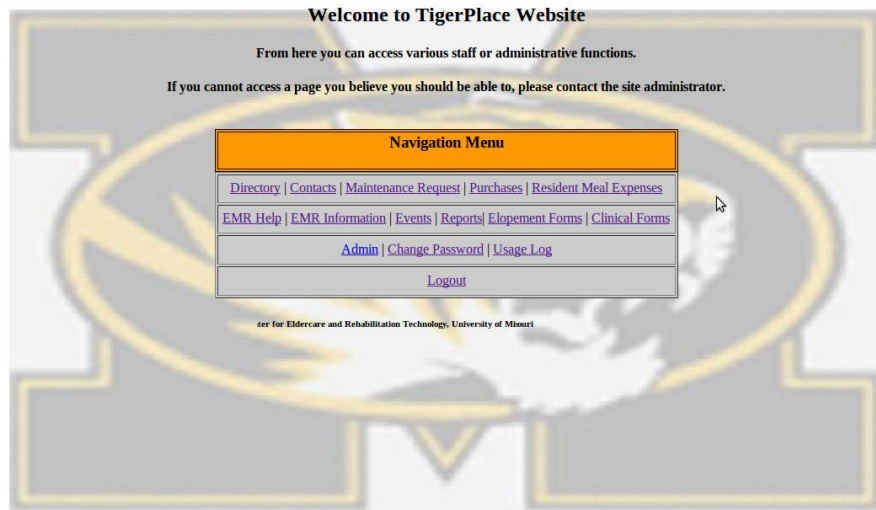 Welcome to TigerPlace Website
From here you can access various staff or administrative functions.
If you cannot access a page you believe you should be able to, please contact the site administrator.
Navigation Menu
Directory | Contacts | Maintenance Request | Purchases | Resident Meal Expenses
EMR Help | EMR Information | Events | Reports| Elopement Forms | Clinical Forms
Admin | Change Password | Usage Log
Logout
ter for Eldercare and Rehabilitation Technology, University of Misouri